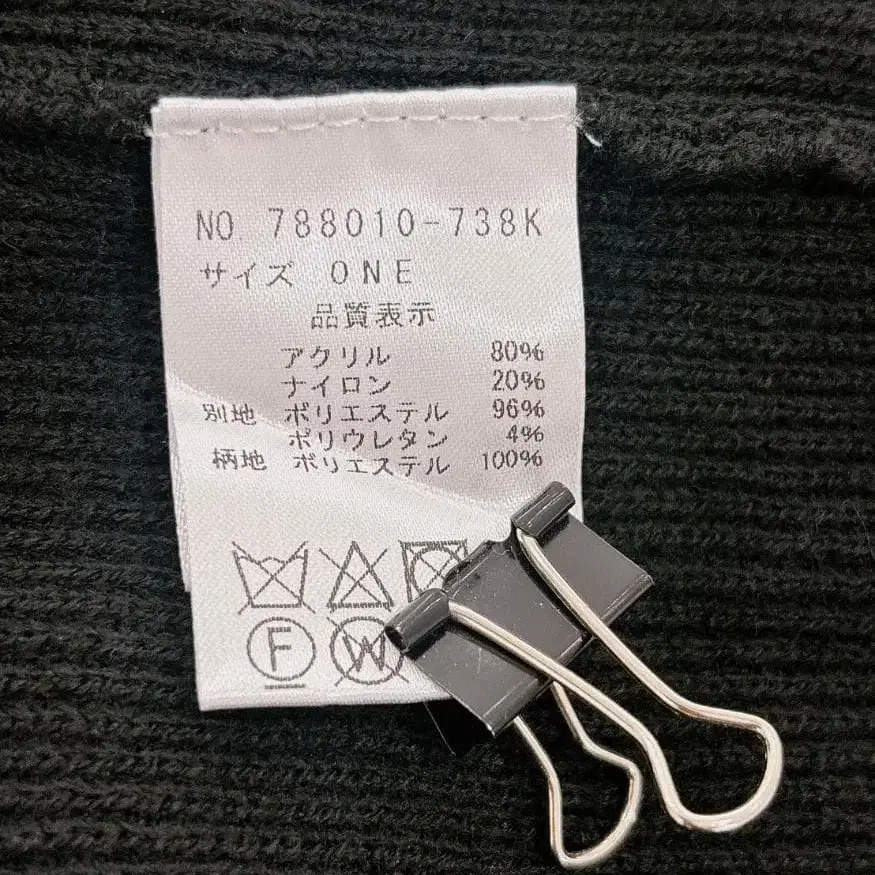 NO. 788010-738K
サイズ ONE
品質表示
アクリル 80%
ナイロン 20%
別地 ポリエステル 96%
ポリウレタン 4%
柄地 ポリエステル 100%
F W